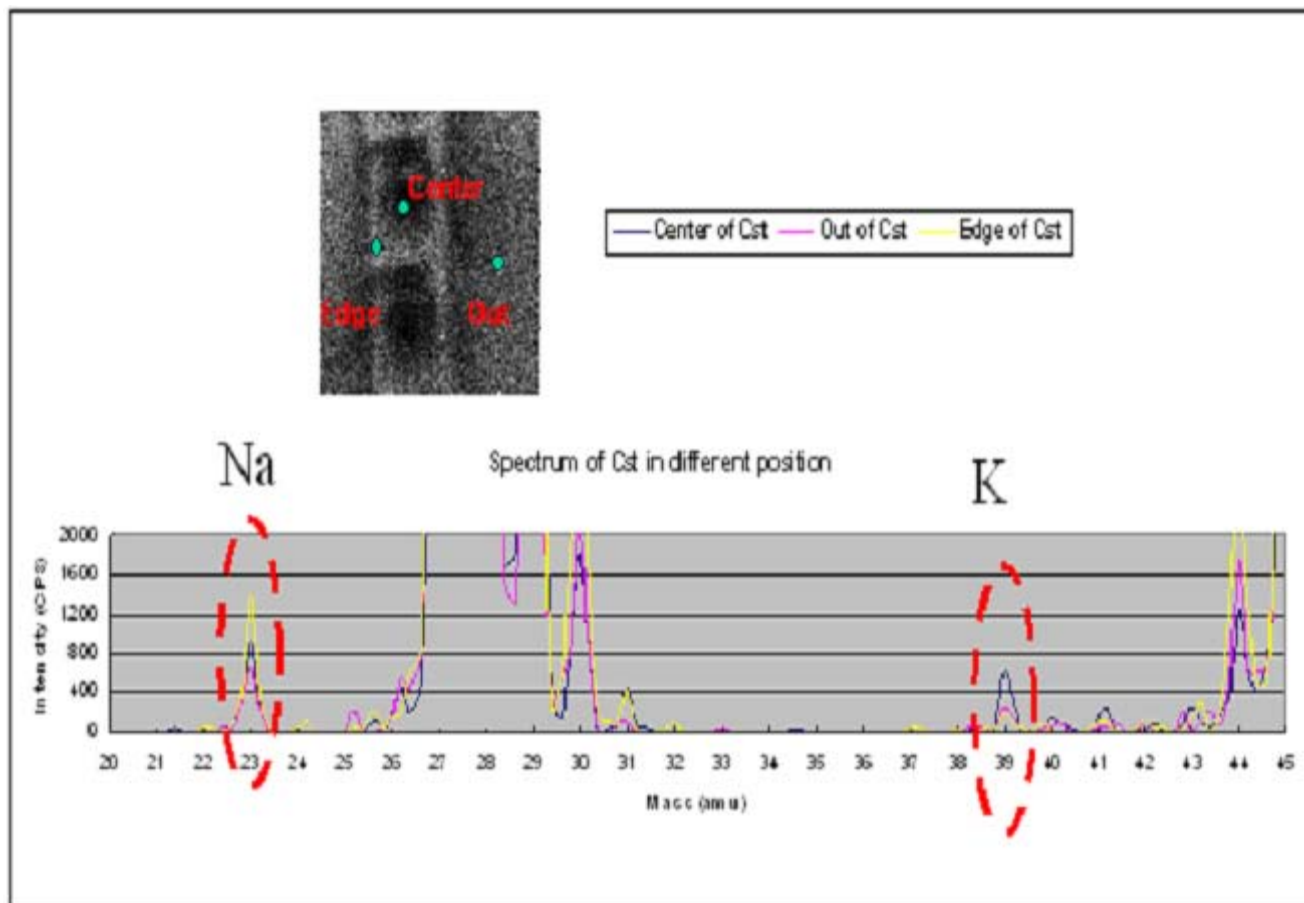 Center
Edge
Out
Center of Cst
Out of Cst
Edge of Cst
Na
K
Spectrum of Cst in different position
Intencity (CPS)
2000
1600
1200
800
400
0
20 21 22 23 24 25 26 27 28 29 30 31 32 33 34 35 36 37 38 39 40 41 42 43 44 45
Mass (amu)